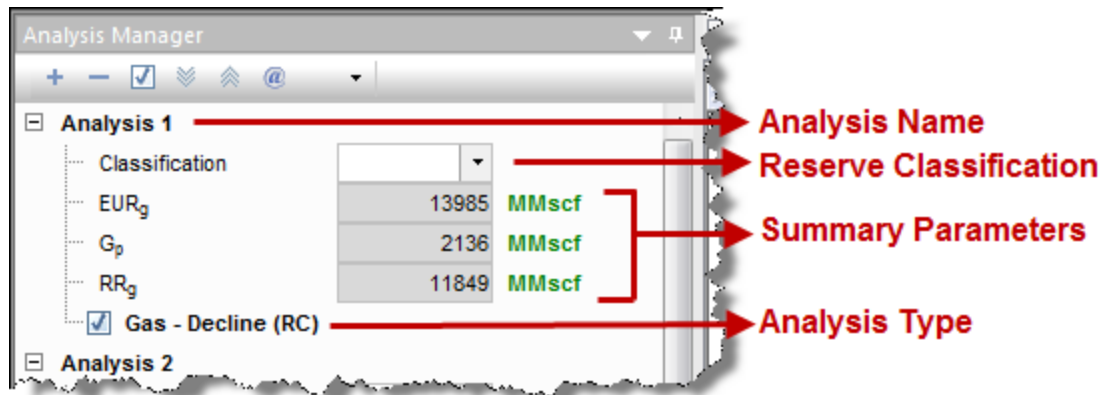 Analysis Manager
@
Analysis 1
Analysis Name
Classification
Reserve Classification
EURg 13985 MMscf
Gp 2136 MMscf
Summary Parameters
RRg 11849 MMscf
Gas - Decline (RC)
Analysis Type
Analysis 2